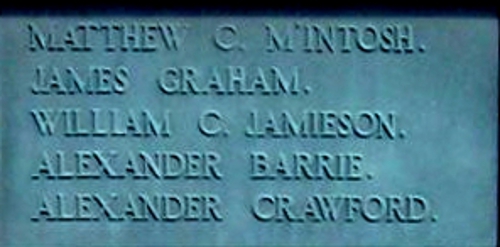 MATTHEW C. M'INTOSH.
JAMES GRAHAM.
WILLIAM C. JAMIESON.
ALEXANDER BARRIE.
ALEXANDER CRAWFORD.